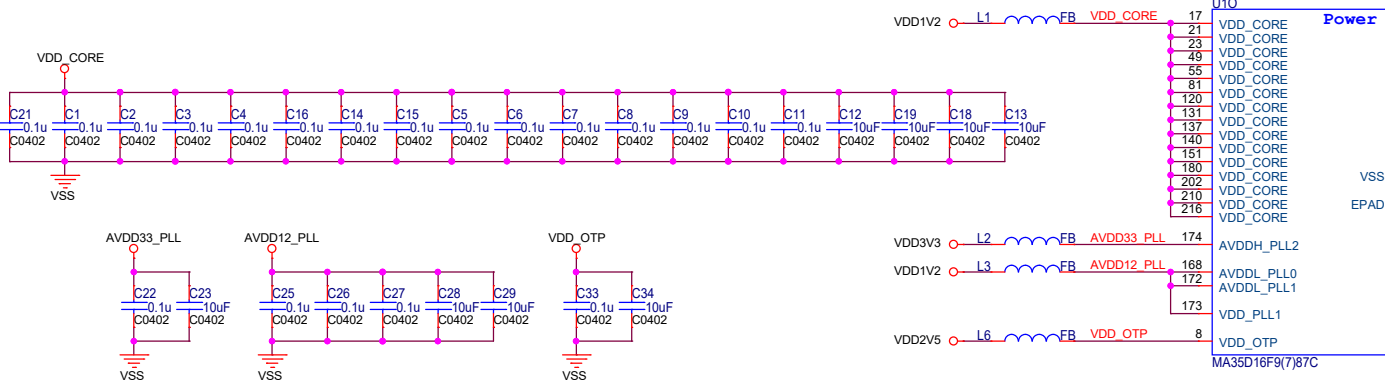 U1O
VDD1V2 L1 FB VDD_CORE 17 VDD_CORE Power
21 VDD_CORE
23 VDD_CORE
49 VDD_CORE
55 VDD_CORE
81 VDD_CORE
120 VDD_CORE
131 VDD_CORE
137 VDD_CORE
140 VDD_CORE
151 VDD_CORE
180 VDD_CORE VSS
202 VDD_CORE
210 VDD_CORE EPAD
216 VDD_CORE
VDD_CORE
C21 C1 C2 C3 C4 C16 C14 C15 C5 C6 C7 C8 C9 C10 C11 C12 C19 C18 C13
0.1u 0.1u 0.1u 0.1u 0.1u 0.1u 0.1u 0.1u 0.1u 0.1u 0.1u 0.1u 0.1u 0.1u 0.1u 10uF 10uF 10uF 10uF
C0402 C0402 C0402 C0402 C0402 C0402 C0402 C0402 C0402 C0402 C0402 C0402 C0402 C0402 C0402 C0402 C0402 C0402 C0402
VSS
AVDD33_PLL AVDD12_PLL VDD_OTP
C22 C23 C25 C26 C27 C28 C29 C33 C34
0.1u 10uF 0.1u 0.1u 0.1u 10uF 10uF 0.1u 10uF
C0402 C0402 C0402 C0402 C0402 C0402 C0402 C0402 C0402
VSS VSS VSS
VDD3V3 L2 FB AVDD33_PLL 174 AVDDH_PLL2
VDD1V2 L3 FB AVDD12_PLL 168 AVDDL_PLL0
172 AVDDL_PLL1
173 VDD_PLL1
VDD2V5 L6 FB VDD_OTP 8 VDD_OTP
MA35D16F9(7)87C